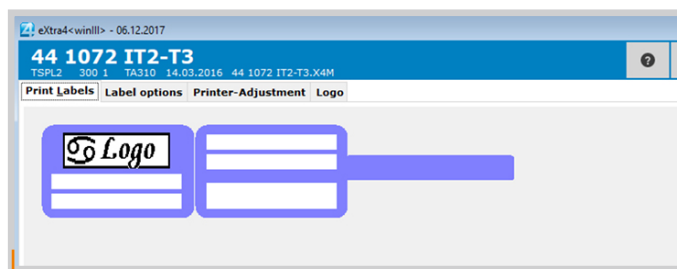 eXtra4<winIII> - 06.12.2017
44 1072 IT2-T3
TSPL2 300 1 TA310 14.03.2016 44 1072 IT2-T3.X4M
Print Labels Label options Printer-Adjustment Logo
Logo